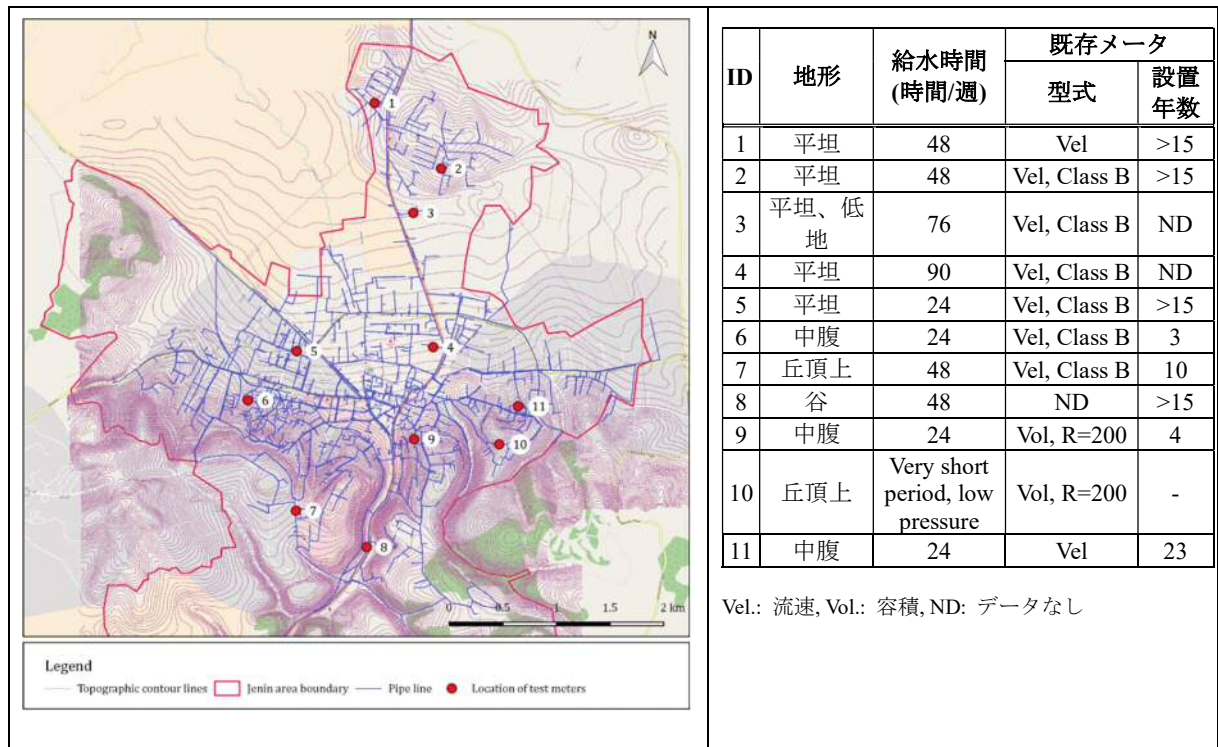 N
1
2
3
4
5
6
11
9
10
7
8
0 0.5 1 1.5 2 km
Legend
Topographic contour lines Jenin area boundary Pipe line Location of test meters
ID 地形 給水時間 (時間/週) 既存メータ
型式 設置年数
1 平坦 48 Vel >15
2 平坦 48 Vel, Class B >15
3 平坦、低地 76 Vel, Class B ND
4 平坦 90 Vel, Class B ND
5 平坦 24 Vel, Class B >15
6 中腹 24 Vel, Class B 3
7 丘頂上 48 Vel, Class B 10
8 谷 48 ND >15
9 中腹 24 Vol, R=200 4
10 丘頂上 Very short period, low pressure Vol, R=200 -
11 中腹 24 Vel 23
Vel.: 流速, Vol.: 容積, ND: データなし